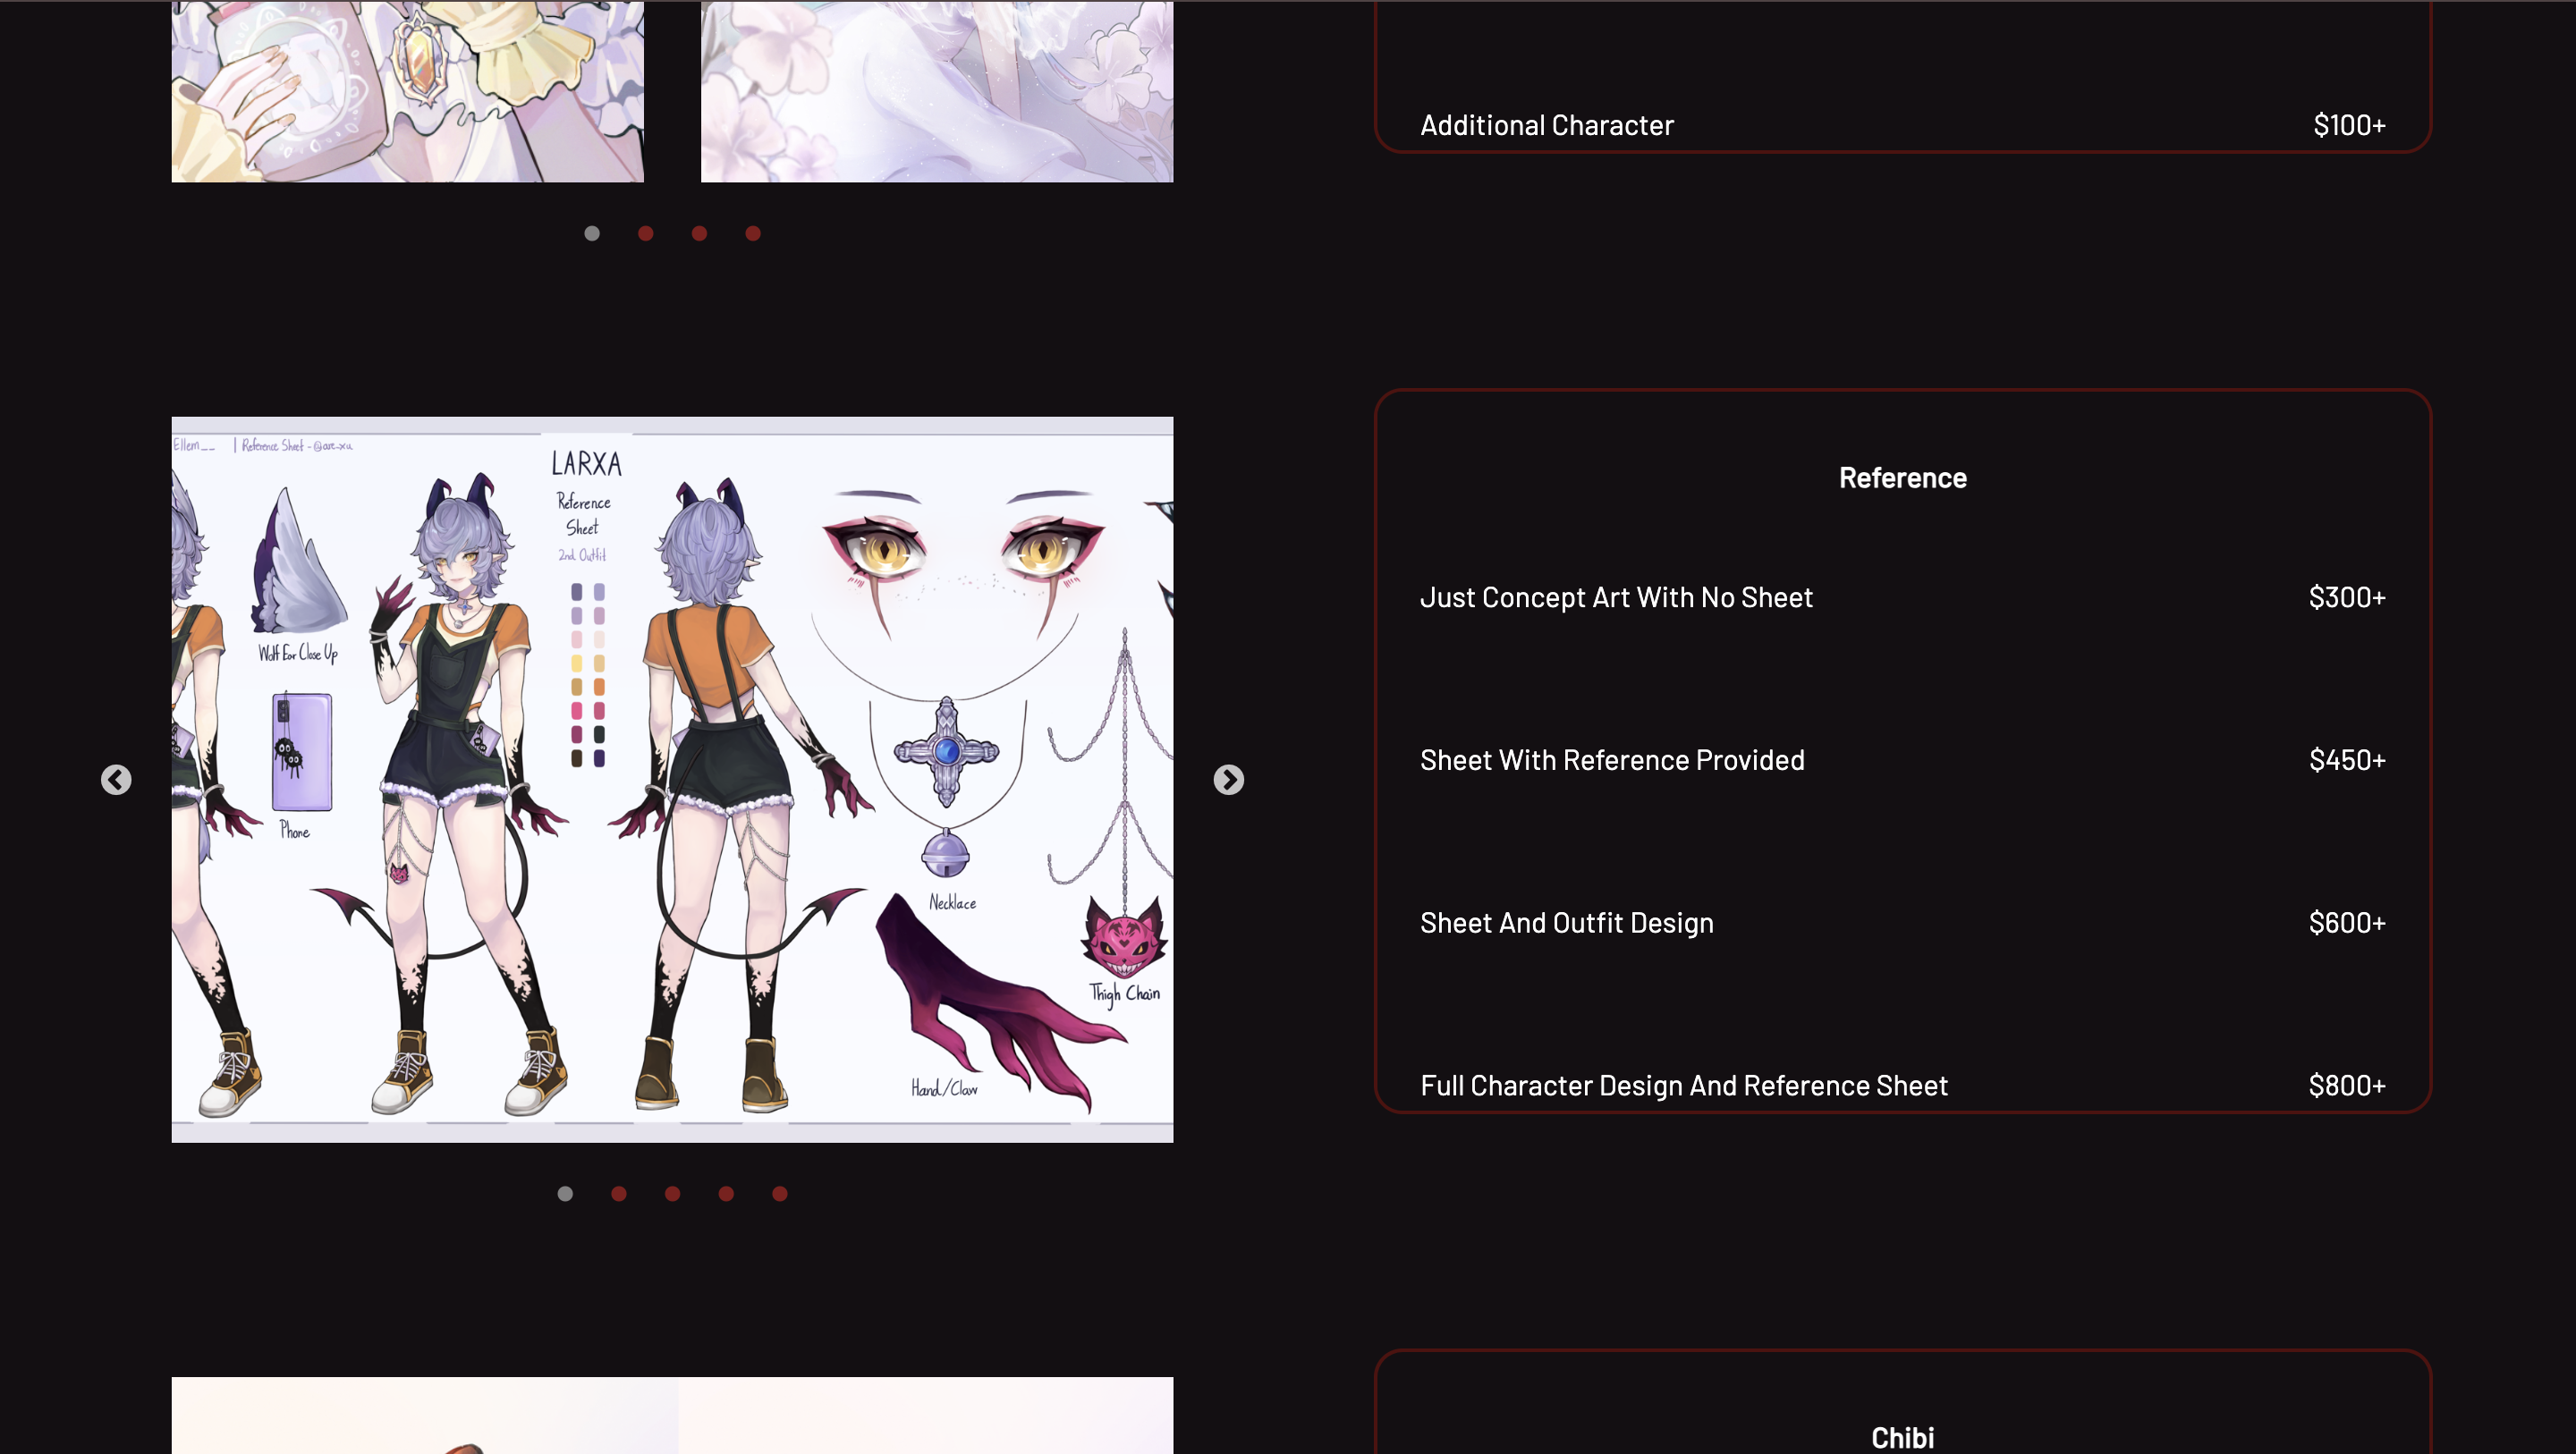 Additional Character $100+
Ellem__ | Reference Sheet - @are_xu
LARXA
Reference
Sheet
2nd Outfit
Wolf Ear Close Up
Phone
Necklace
Thigh Chain
Hand/Claw
Reference
Just Concept Art With No Sheet $300+
Sheet With Reference Provided $450+
Sheet And Outfit Design $600+
Full Character Design And Reference Sheet $800+
Chibi